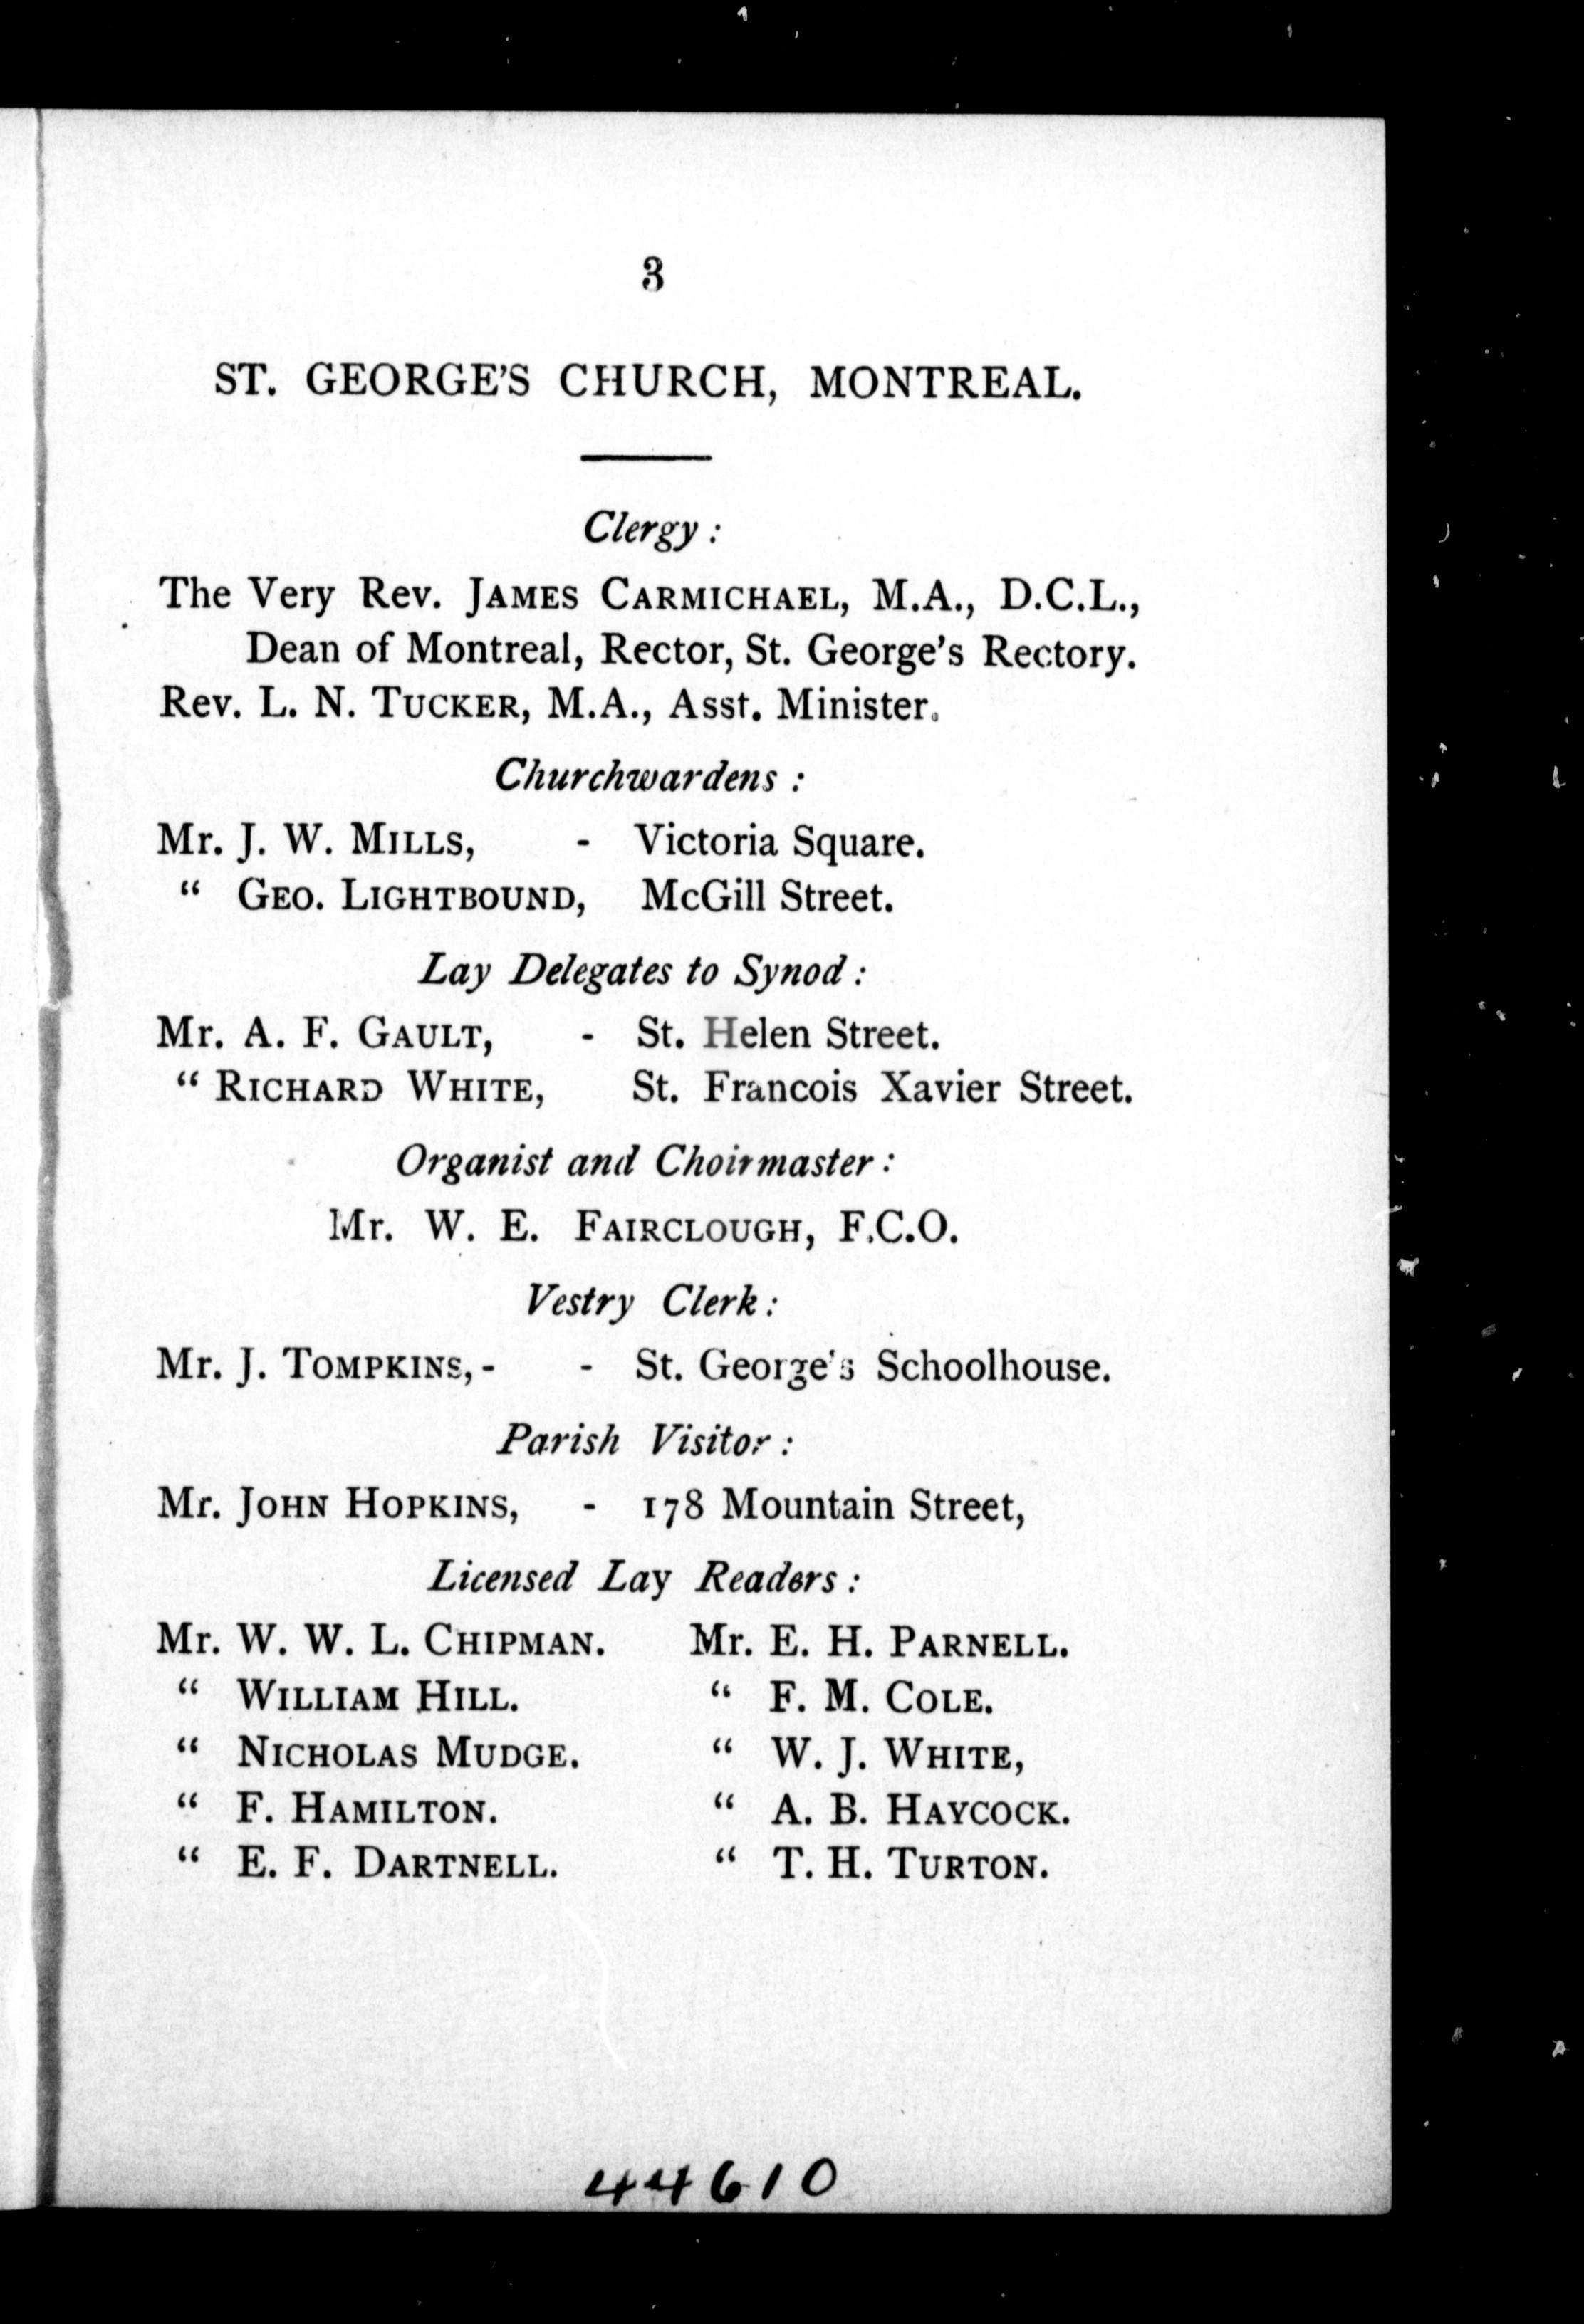 3
ST. GEORGE'S CHURCH, MONTREAL.
Clergy :
The Very Rev. JAMES CARMICHAEL, M.A., D.C.L.,
Dean of Montreal, Rector, St. George's Rectory.
Rev. L. N. TUCKER, M.A., Asst. Minister.
Churchwardens :
Mr. J. W. MILLS, - Victoria Square.
" GEO. LIGHTBOUND, McGill Street.
Lay Delegates to Synod :
Mr. A. F. GAULT, - St. Helen Street.
" RICHARD WHITE, St. Francois Xavier Street.
Organist and Choirmaster :
Mr. W. E. FAIRCLOUGH, F.C.O.
Vestry Clerk :
Mr. J. TOMPKINS, - - St. George's Schoolhouse.
Parish Visitor :
Mr. JOHN HOPKINS, - 178 Mountain Street,
Licensed Lay Readers :
Mr. W. W. L. CHIPMAN. Mr. E. H. PARNELL.
" WILLIAM HILL. " F. M. COLE.
" NICHOLAS MUDGE. " W. J. WHITE,
" F. HAMILTON. " A. B. HAYCOCK.
" E. F. DARTNELL. " T. H. TURTON.
44610